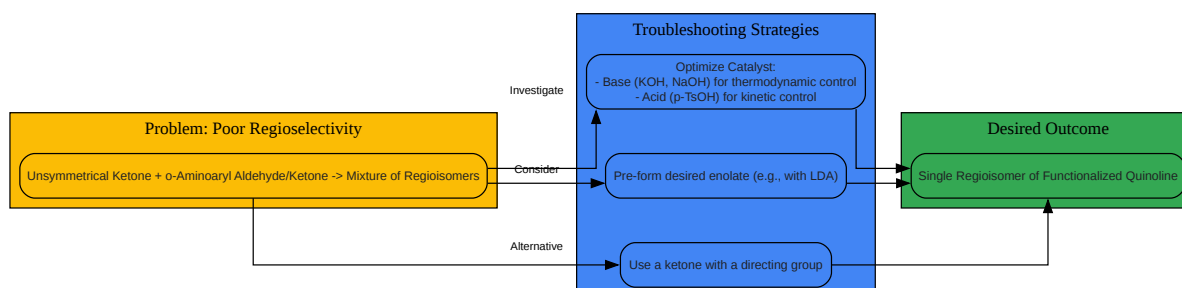 Troubleshooting Strategies
Optimize Catalyst:
- Base (KOH, NaOH) for thermodynamic control
- Acid (p-TsOH) for kinetic control
Investigate
Problem: Poor Regioselectivity
Desired Outcome
Unsymmetrical Ketone + o-Aminoaryl Aldehyde/Ketone -> Mixture of Regioisomers
Consider
Pre-form desired enolate (e.g., with LDA)
Single Regioisomer of Functionalized Quinoline
Alternative
Use a ketone with a directing group